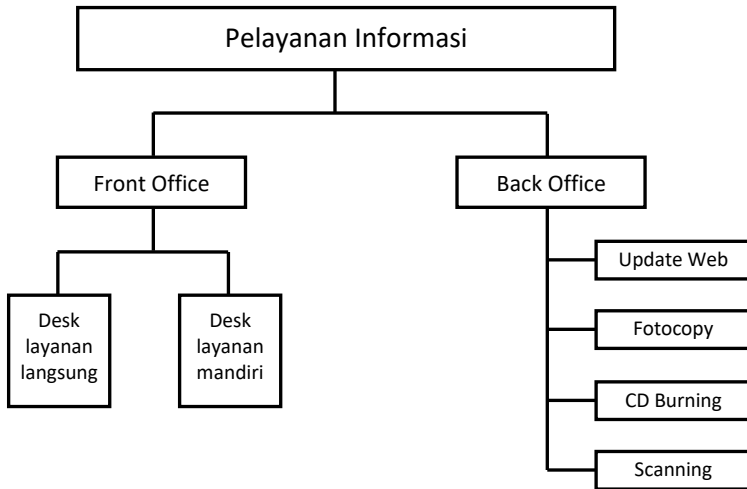 Pelayanan Informasi
Front Office
Back Office
Update Web
Desk
layanan
langsung
Desk
layanan
mandiri
Fotocopy
CD Burning
Scanning